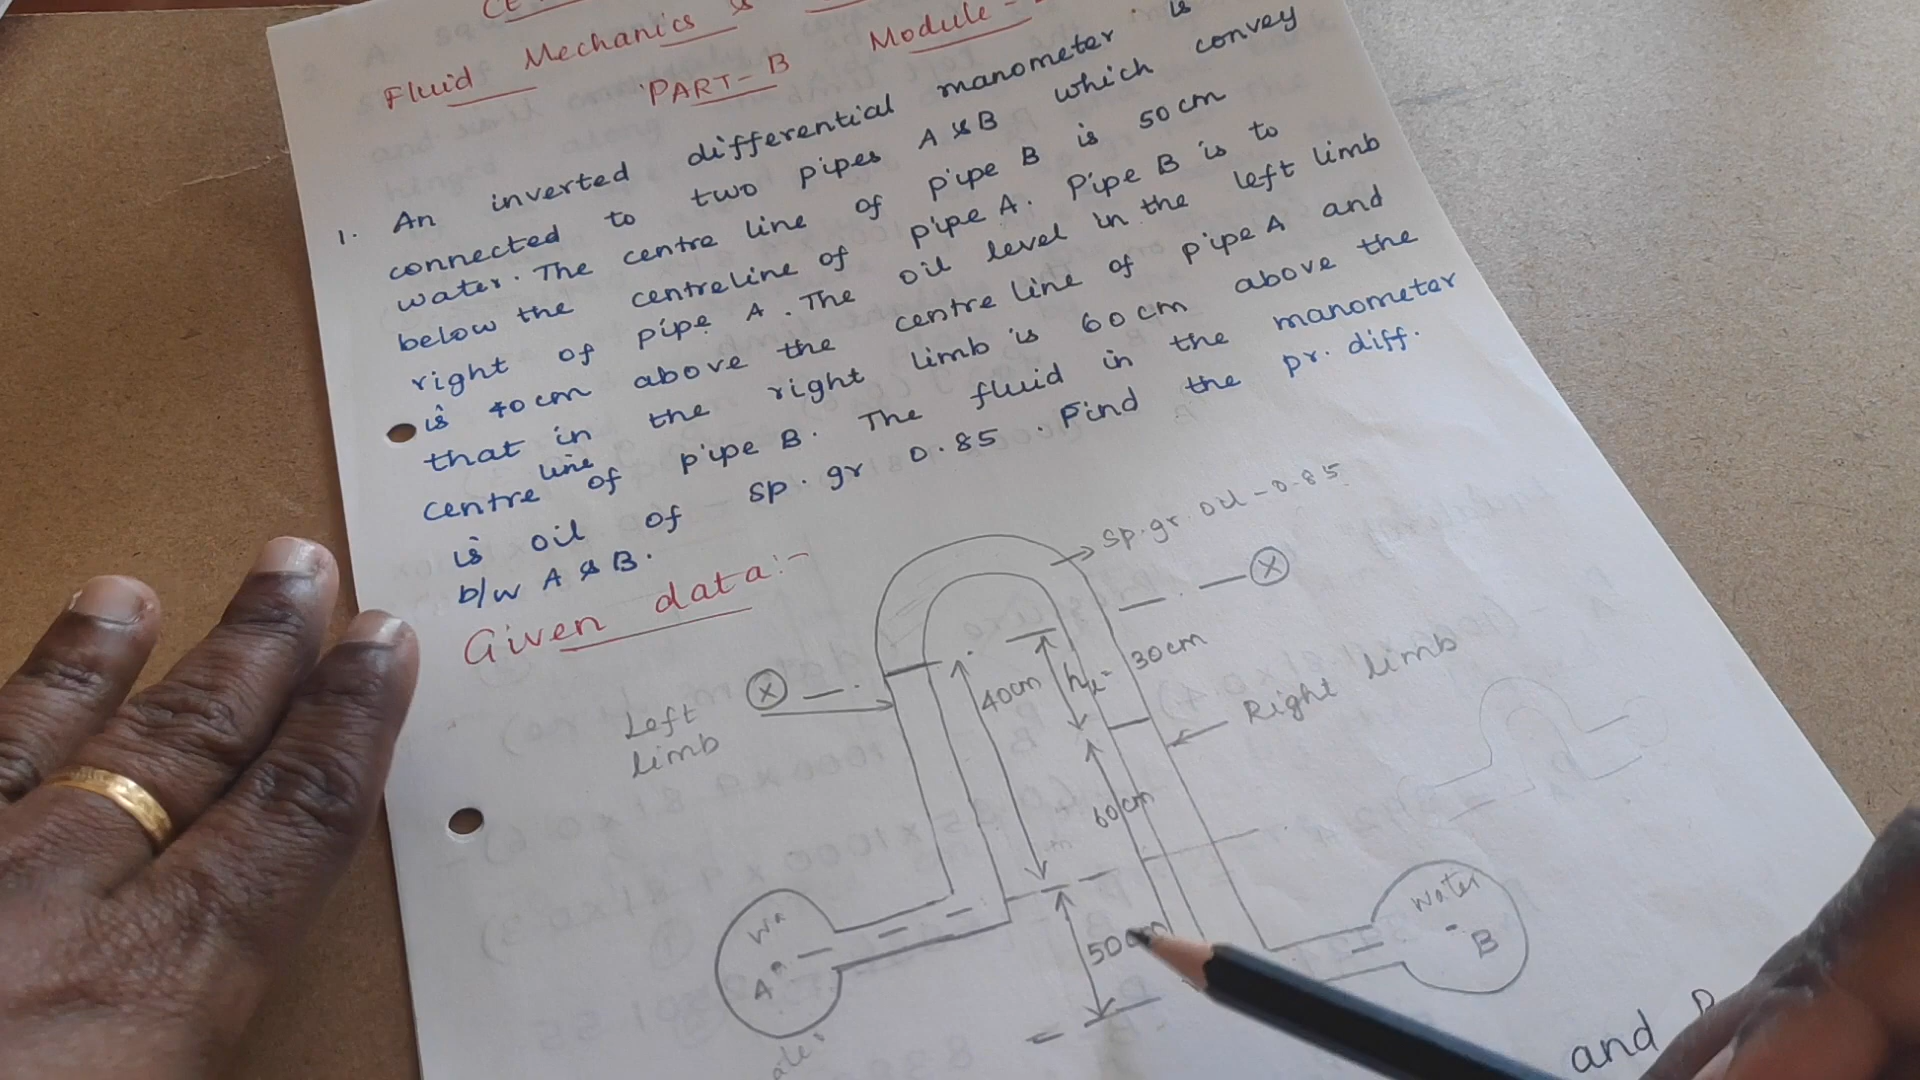 Fluid Mechanics &
PART-B Module -
1. An inverted differential manometer is
connected to two pipes A & B which convey
water. The centre line of pipe B is 50 cm
below the centreline of pipe A. Pipe B is to
right of pipe A. The oil level in the left limb
is 40cm above the centre line of pipe A and
that in the right limb is 60 cm above the
centre line of pipe B. The fluid in the manometer
is oil of sp. gr 0.85. Find the pr. diff.
b/w A & B.
Given data:-
sp. gr. oil - 0.85
X
X
Left
limb
40cm
30cm
Right limb
60cm
50cm
Wa
A
Water
B
and